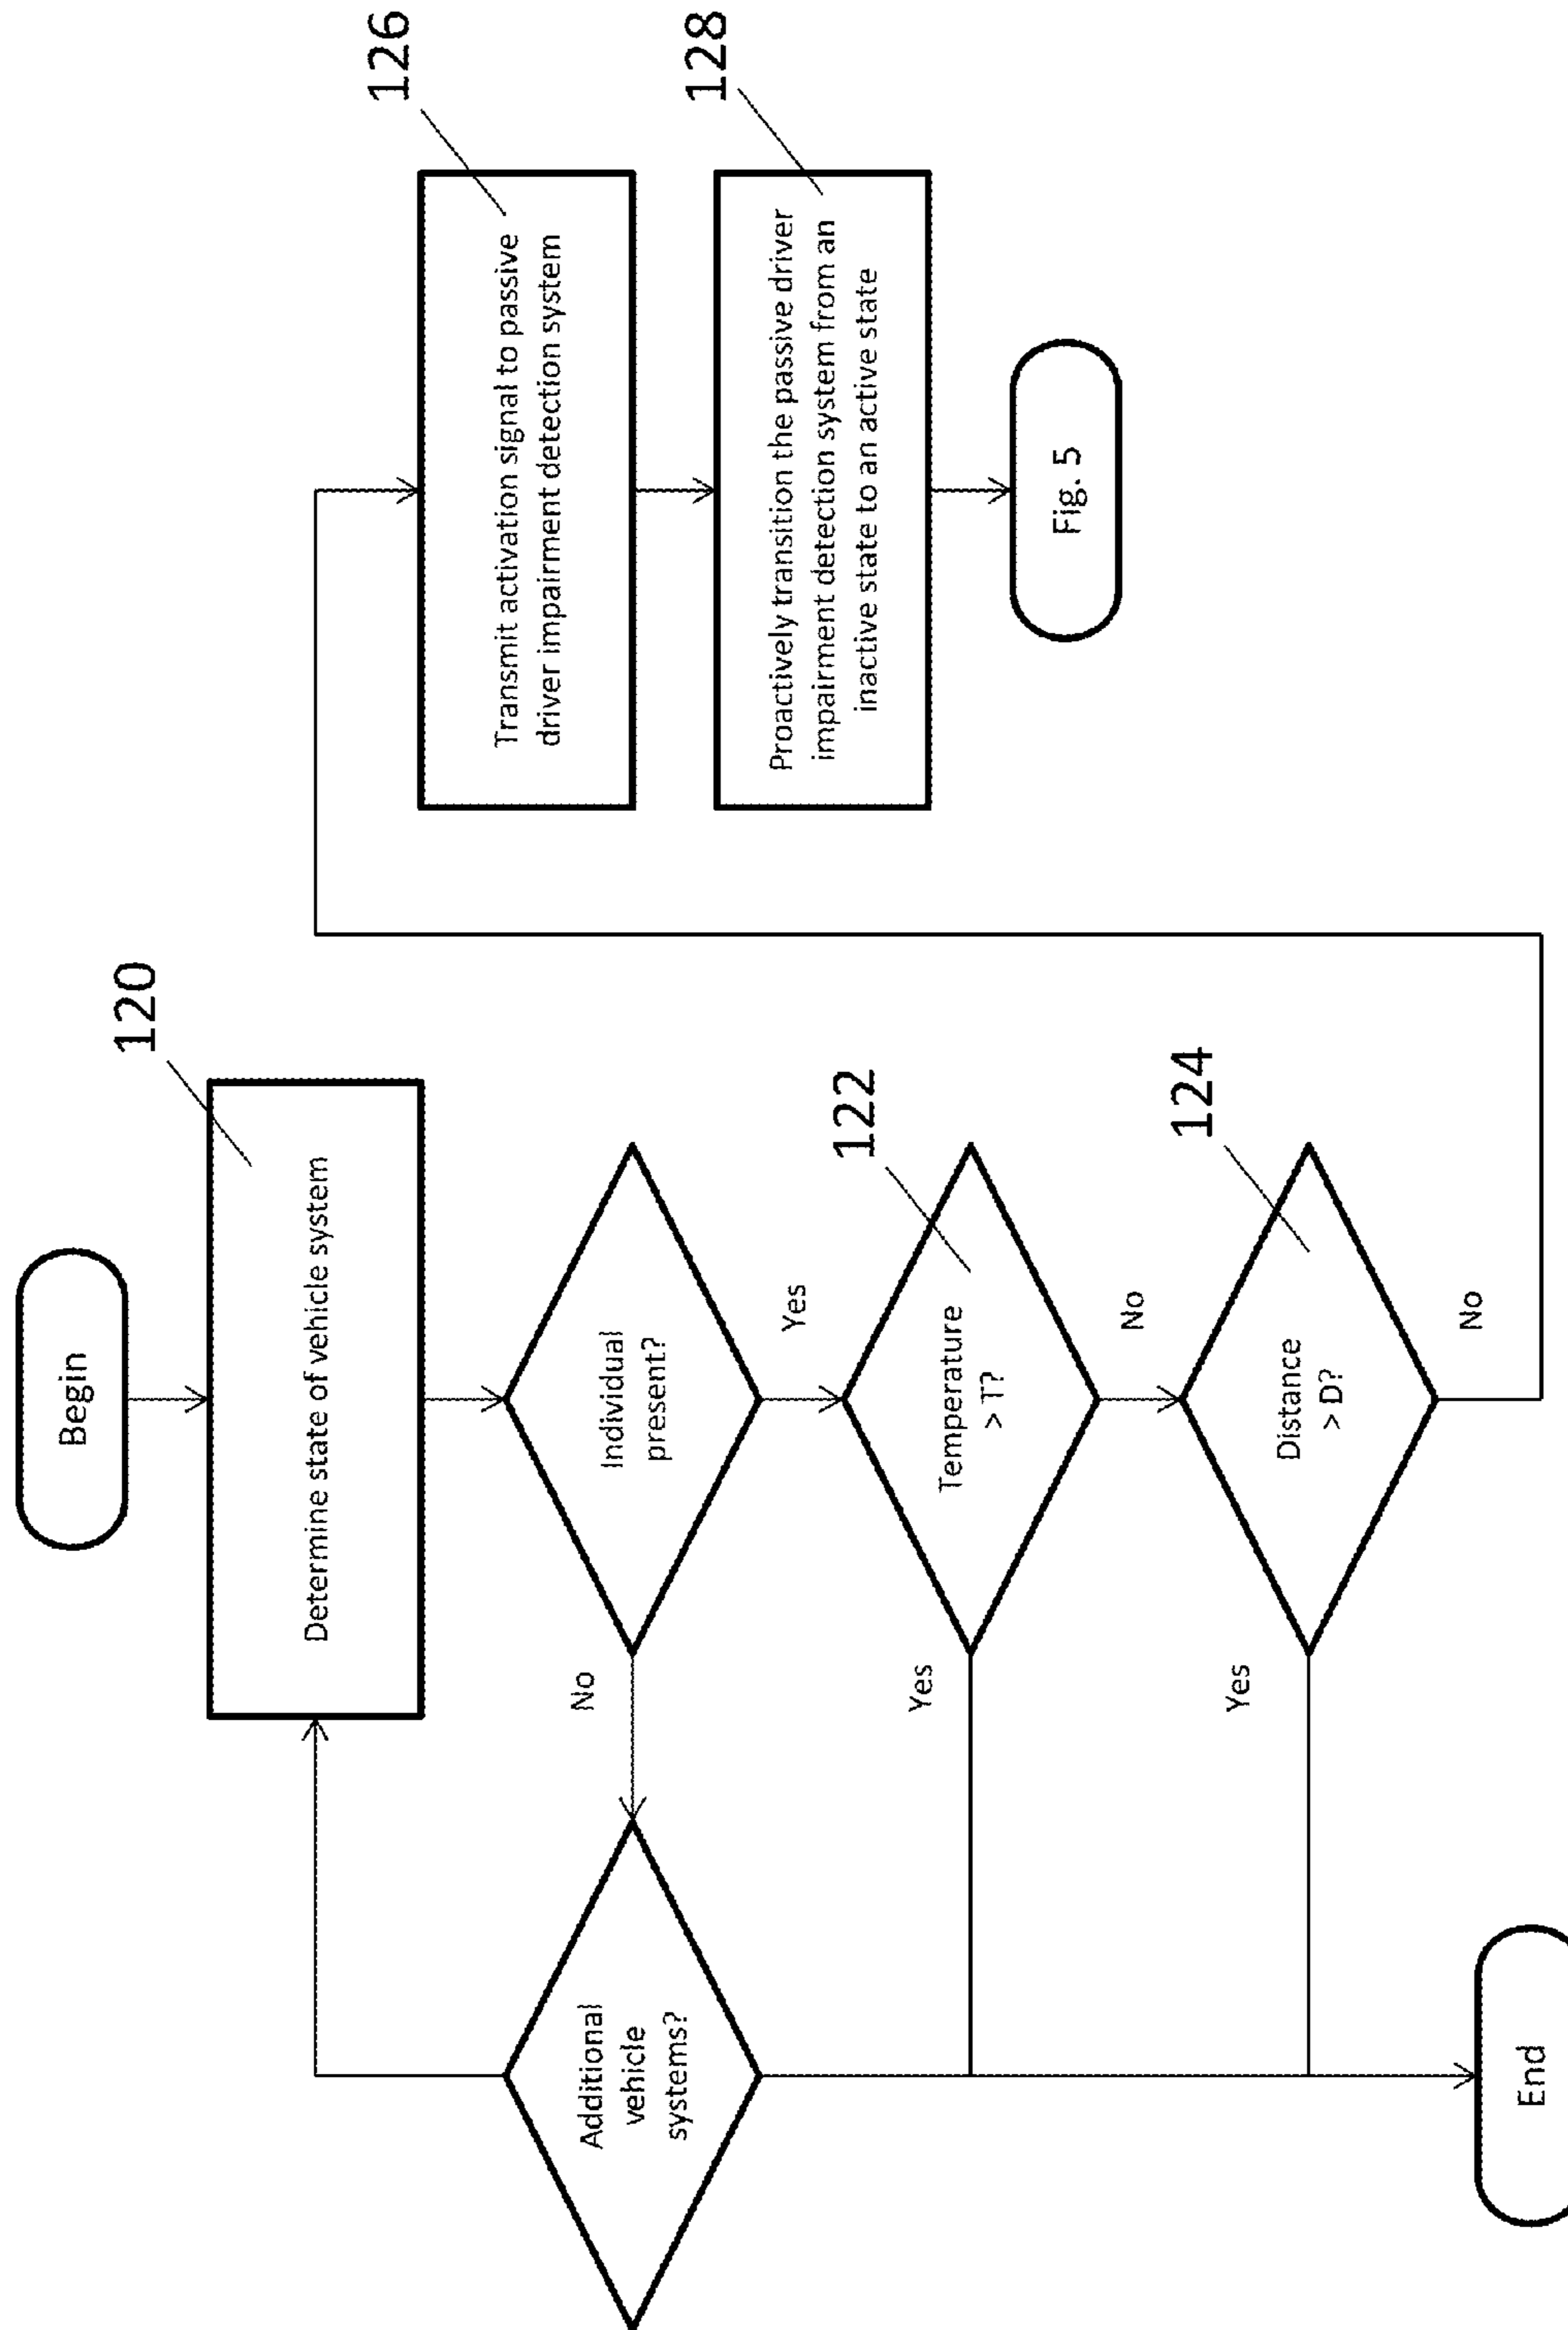 Begin
120
Determine state of vehicle system
Individual
present?
No
Yes
Additional
vehicle
systems?
122
Temperature
> T?
Yes
No
124
Distance
> D?
Yes
No
End
126
Transmit activation signal to passive
driver impairment detection system
128
Proactively transition the passive driver
impairment detection system from an
inactive state to an active state
Fig. 5